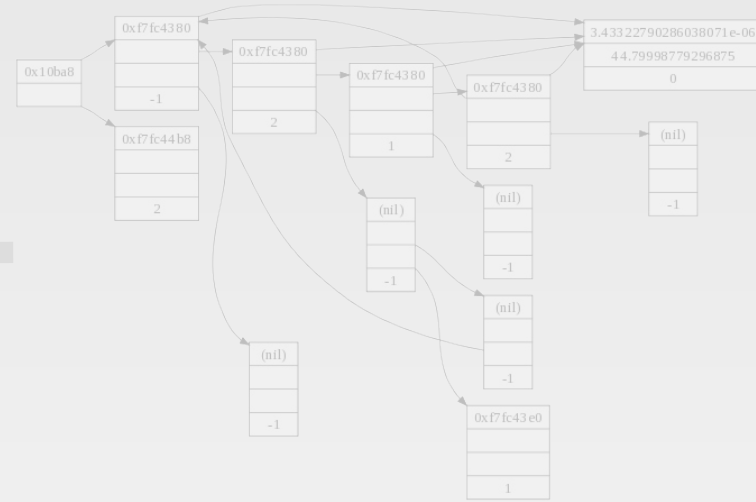 0x10ba8
0xf7fc4380
-1
0xf7fc44b8
2
0xf7fc4380
2
0xf7fc4380
1
0xf7fc4380
2
3.43322790286038071e-06
44.79998779296875
0
(nil)
-1
(nil)
-1
(nil)
-1
(nil)
-1
(nil)
-1
0xf7fc43e0
1